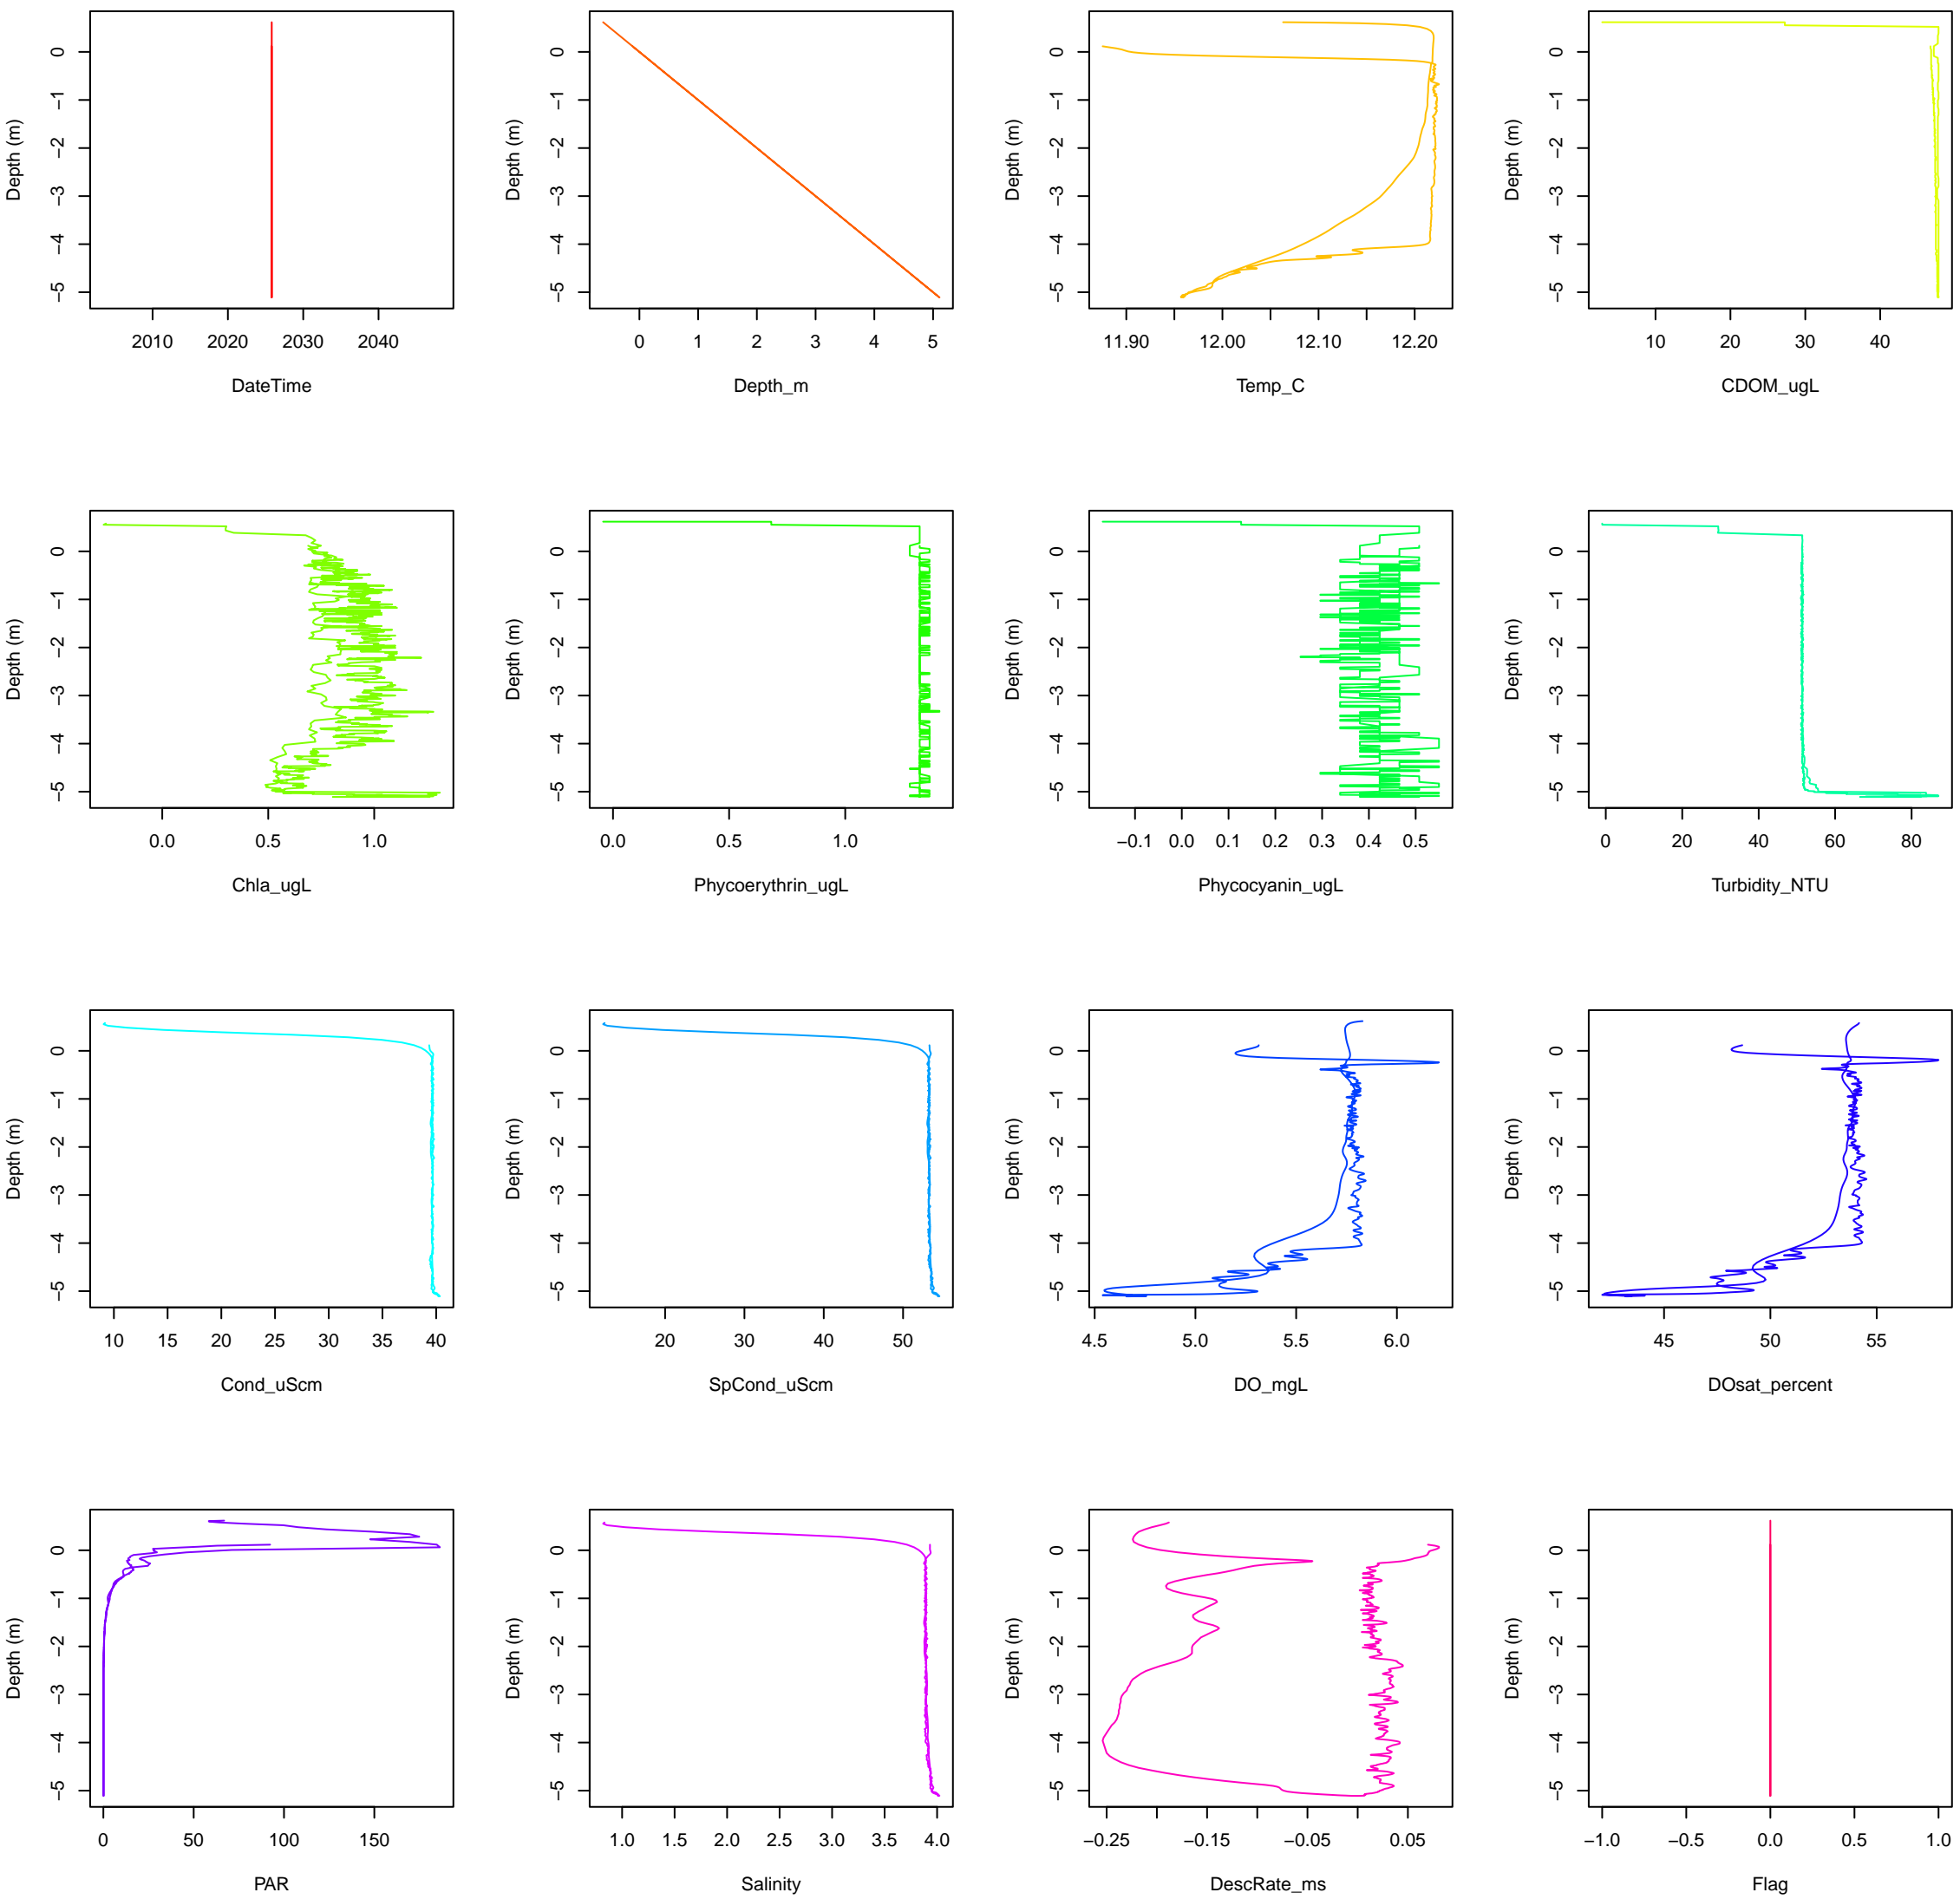 Depth (m)
0
−1
−2
−3
−4
−5
2010 2020 2030 2040
DateTime
Depth (m)
0
−1
−2
−3
−4
−5
0 1 2 3 4 5
Depth_m
Depth (m)
0
−1
−2
−3
−4
−5
11.90 12.00 12.10 12.20
Temp_C
Depth (m)
0
−1
−2
−3
−4
−5
10 20 30 40
CDOM_ugL
Depth (m)
0
−1
−2
−3
−4
−5
0.0 0.5 1.0
Chla_ugL
Depth (m)
0
−1
−2
−3
−4
−5
0.0 0.5 1.0
Phycoerythrin_ugL
Depth (m)
0
−1
−2
−3
−4
−5
−0.1 0.0 0.1 0.2 0.3 0.4 0.5
Phycocyanin_ugL
Depth (m)
0
−1
−2
−3
−4
−5
0 20 40 60 80
Turbidity_NTU
Depth (m)
0
−1
−2
−3
−4
−5
10 15 20 25 30 35 40
Cond_uScm
Depth (m)
0
−1
−2
−3
−4
−5
20 30 40 50
SpCond_uScm
Depth (m)
0
−1
−2
−3
−4
−5
4.5 5.0 5.5 6.0
DO_mgL
Depth (m)
0
−1
−2
−3
−4
−5
45 50 55
DOsat_percent
Depth (m)
0
−1
−2
−3
−4
−5
0 50 100 150
PAR
Depth (m)
0
−1
−2
−3
−4
−5
1.0 1.5 2.0 2.5 3.0 3.5 4.0
Salinity
Depth (m)
0
−1
−2
−3
−4
−5
−0.25 −0.15 −0.05 0.05
DescRate_ms
Depth (m)
0
−1
−2
−3
−4
−5
−1.0 −0.5 0.0 0.5 1.0
Flag